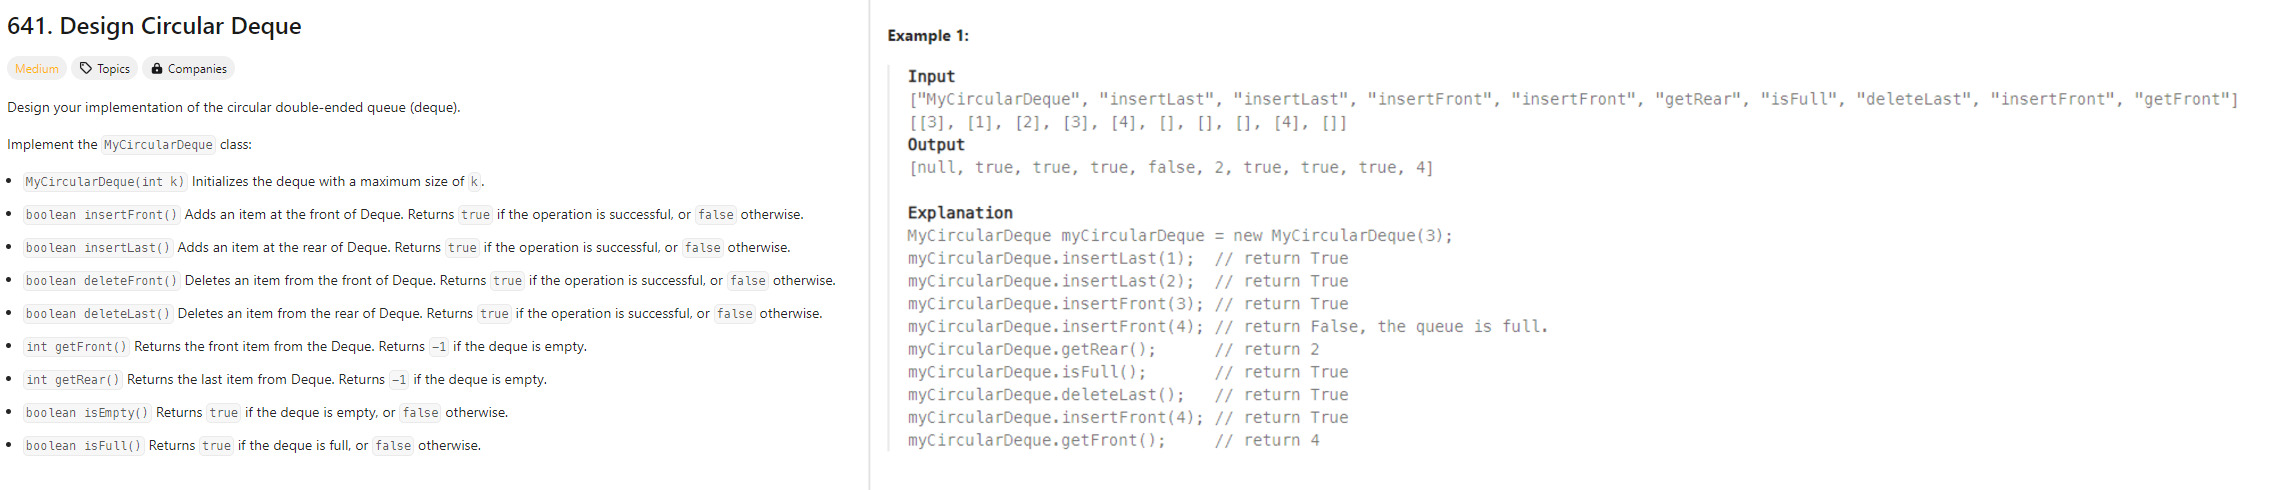 641. Design Circular Deque
Medium Topics Companies
Design your implementation of the circular double-ended queue (deque).
Implement the MyCircularDeque class:
• MyCircularDeque(int k) Initializes the deque with a maximum size of k.
• boolean insertFront() Adds an item at the front of Deque. Returns true if the operation is successful, or false otherwise.
• boolean insertLast() Adds an item at the rear of Deque. Returns true if the operation is successful, or false otherwise.
• boolean deleteFront() Deletes an item from the front of Deque. Returns true if the operation is successful, or false otherwise.
• boolean deleteLast() Deletes an item from the rear of Deque. Returns true if the operation is successful, or false otherwise.
• int getFront() Returns the front item from the Deque. Returns -1 if the deque is empty.
• int getRear() Returns the last item from Deque. Returns -1 if the deque is empty.
• boolean isEmpty() Returns true if the deque is empty, or false otherwise.
• boolean isFull() Returns true if the deque is full, or false otherwise.
Example 1:
Input
["MyCircularDeque", "insertLast", "insertLast", "insertFront", "insertFront", "getRear", "isFull", "deleteLast", "insertFront", "getFront"]
[[3], [1], [2], [3], [4], [], [], [], [4], []]
Output
[null, true, true, true, false, 2, true, true, true, 4]
Explanation
MyCircularDeque myCircularDeque = new MyCircularDeque(3);
myCircularDeque.insertLast(1);  // return True
myCircularDeque.insertLast(2);  // return True
myCircularDeque.insertFront(3); // return True
myCircularDeque.insertFront(4); // return False, the queue is full.
myCircularDeque.getRear();      // return 2
myCircularDeque.isFull();       // return True
myCircularDeque.deleteLast();   // return True
myCircularDeque.insertFront(4); // return True
myCircularDeque.getFront();     // return 4